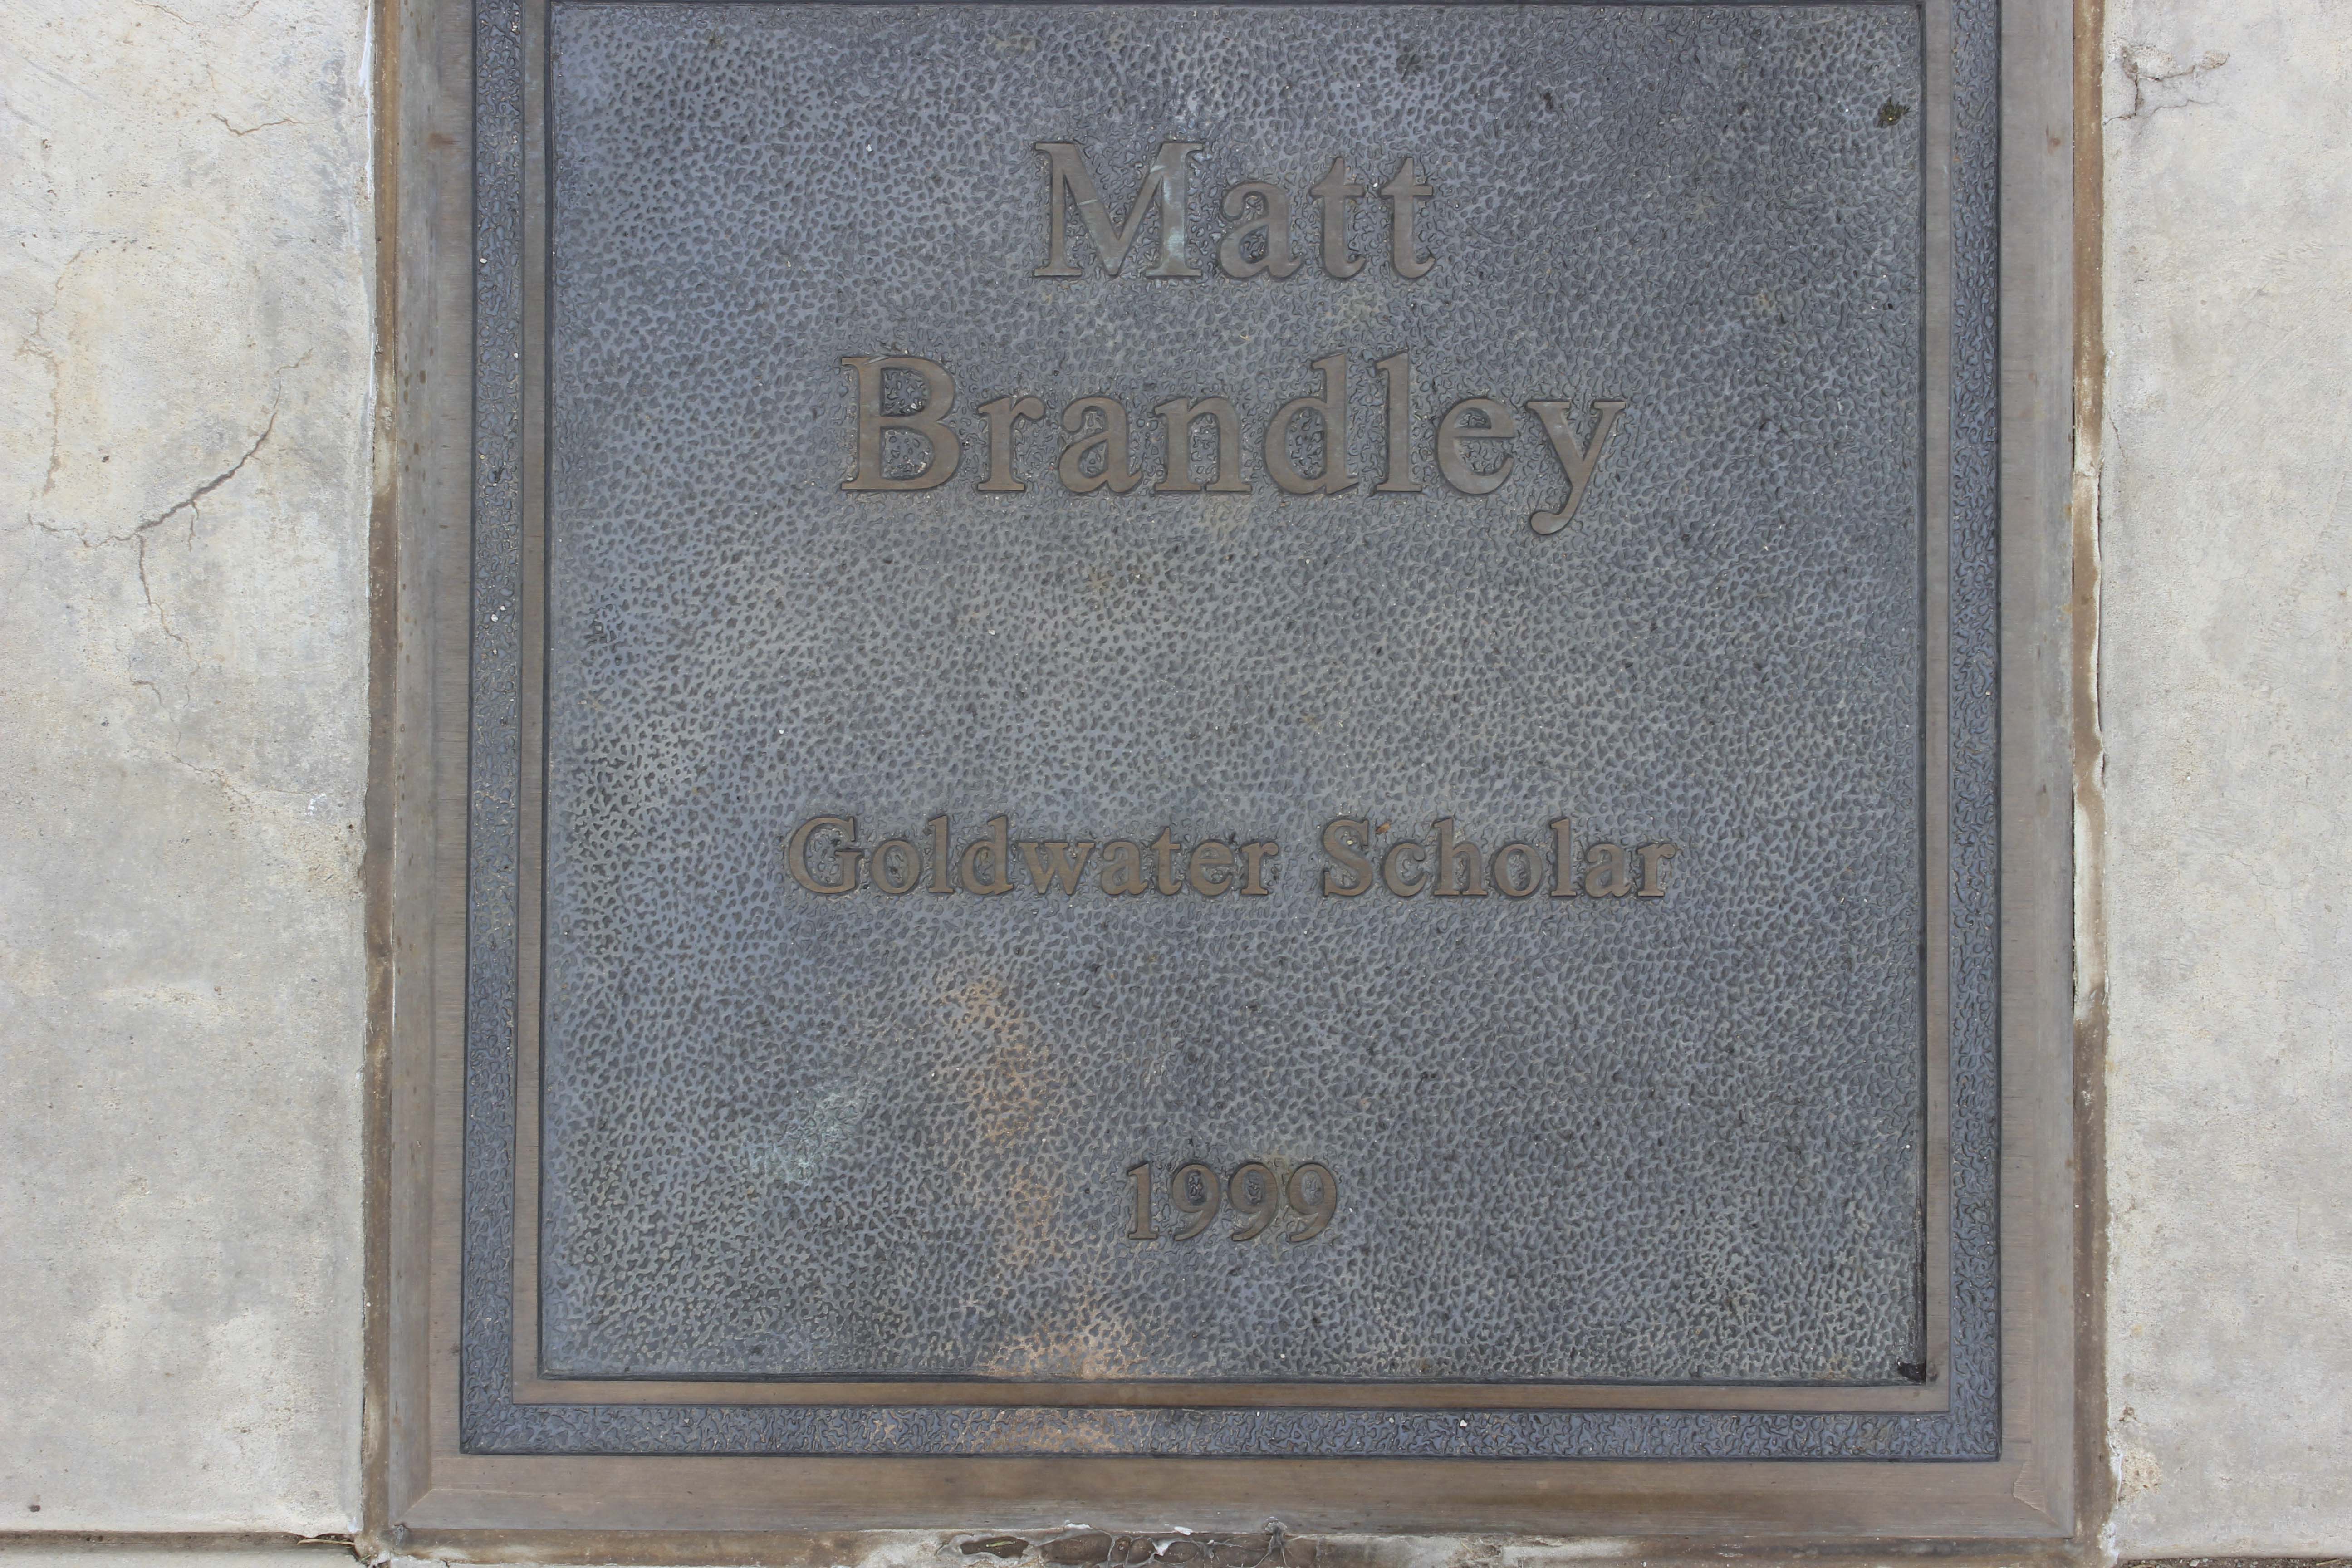 Matt
Brandley
Goldwater Scholar
1999